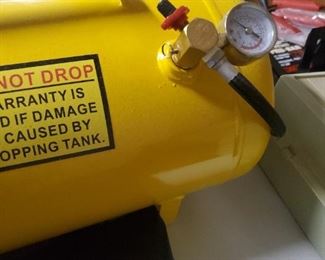 NOT DROP
ARRANTY IS
D IF DAMAGE
CAUSED BY
OPPING TANK.